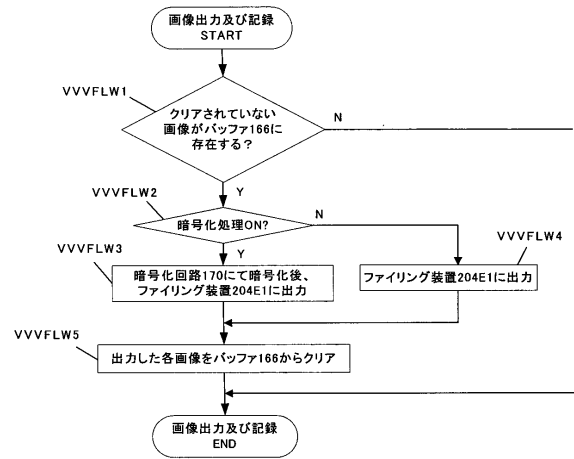 画像出力及び記録
START
VVVFLW1
クリアされていない
画像がバッファ166に
存在する？
N
Y
VVVFLW2
暗号化処理ON?
N
Y
VVVFLW3
暗号化回路170にて暗号化後、
ファイリング装置204E1に出力
VVVFLW4
ファイリング装置204E1に出力
VVVFLW5
出力した各画像をバッファ166からクリア
画像出力及び記録
END